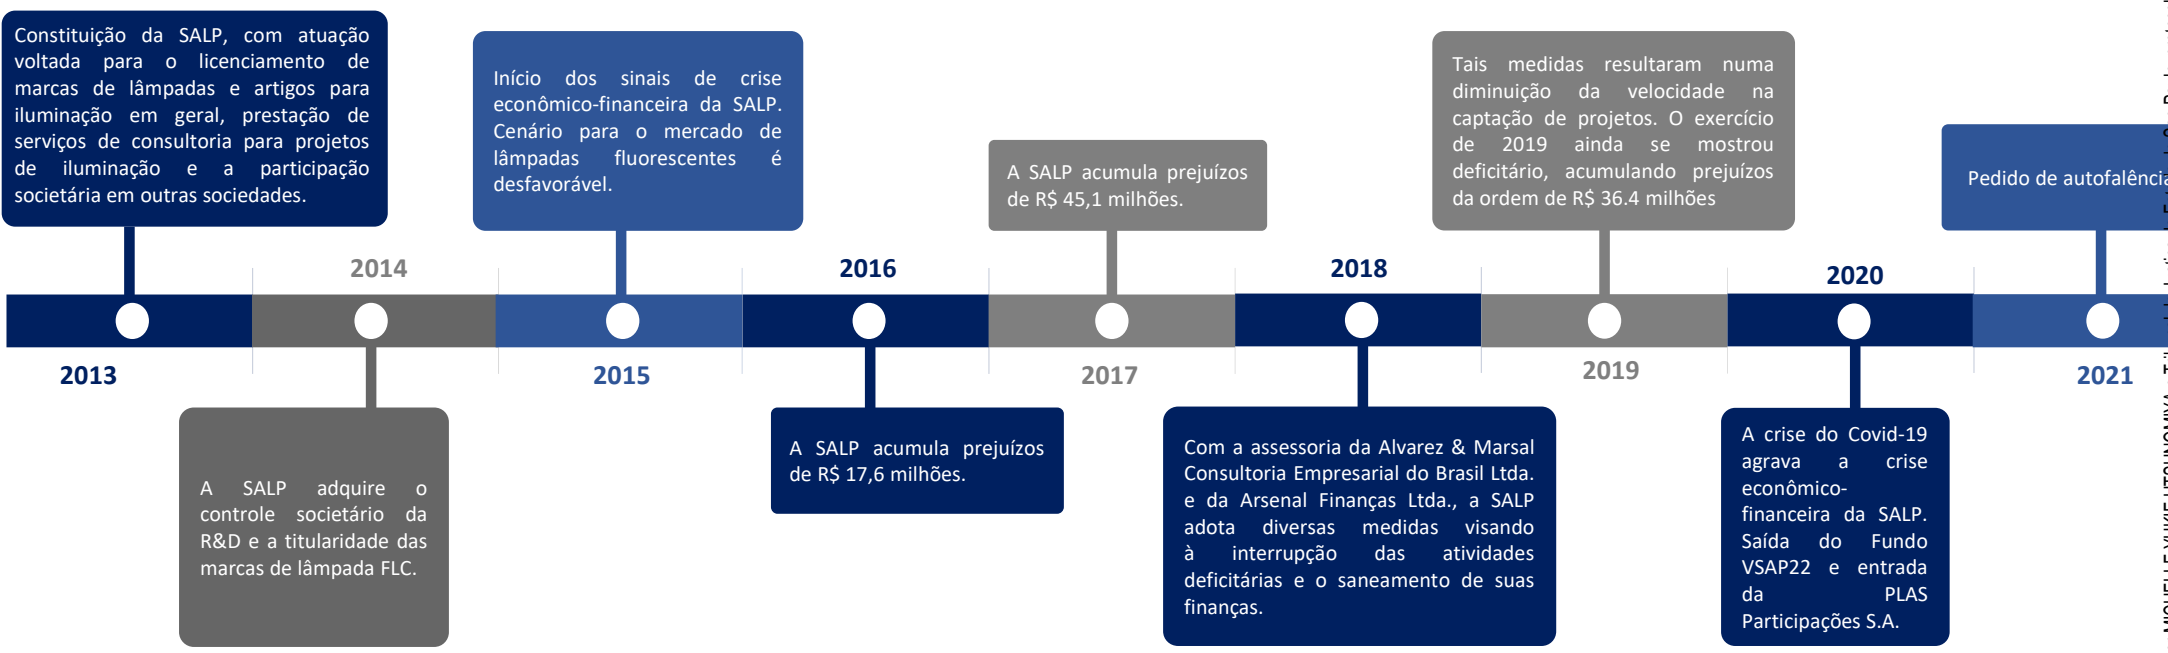 Constituição da SALP, com atuação
voltada para o licenciamento de
marcas de lâmpadas e artigos para
iluminação em geral, prestação de
serviços de consultoria para projetos
de iluminação e a participação
societária em outras sociedades.
2013
2014
A SALP adquire o
controle societário da
R&D e a titularidade das
marcas de lâmpada FLC.
Início dos sinais de crise
econômico-financeira da SALP.
Cenário para o mercado de
lâmpadas fluorescentes é
desfavorável.
2015
2016
A SALP acumula prejuízos
de R$ 17,6 milhões.
A SALP acumula prejuízos
de R$ 45,1 milhões.
2017
2018
Com a assessoria da Alvarez & Marsal
Consultoria Empresarial do Brasil Ltda.
e da Arsenal Finanças Ltda., a SALP
adota diversas medidas visando
à interrupção das atividades
deficitárias e o saneamento de suas
finanças.
Tais medidas resultaram numa
diminuição da velocidade na
captação de projetos. O exercício
de 2019 ainda se mostrou
deficitário, acumulando prejuízos
da ordem de R$ 36.4 milhões
2019
2020
A crise do Covid-19
agrava a crise
econômico-
financeira da SALP.
Saída do Fundo
VSAP22 e entrada
da PLAS
Participações S.A.
Pedido de autofalência
2021